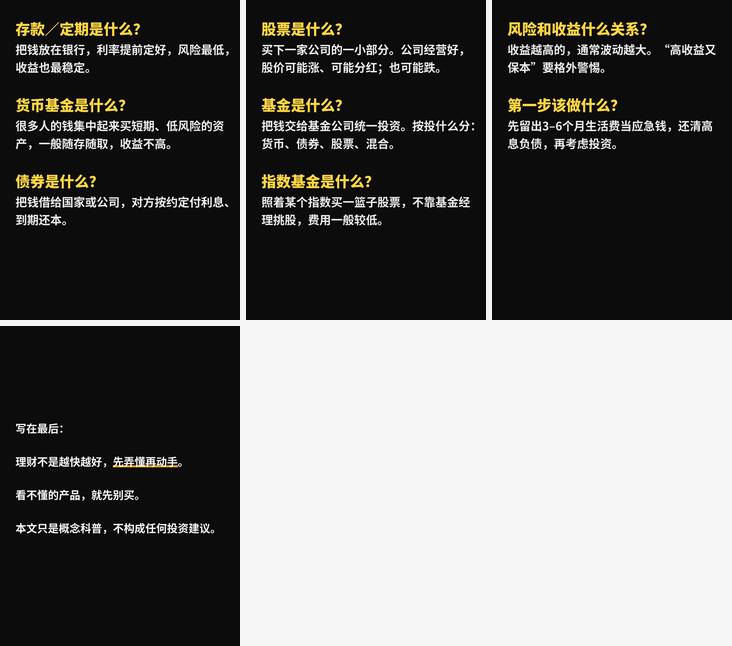 存款／定期是什么？
把钱放在银行，利率提前定好，风险最低，
收益也最稳定。
货币基金是什么？
很多人的钱集中起来买短期、低风险的资
产，一般随存随取，收益不高。
债券是什么？
把钱借给国家或公司，对方按约定付利息、
到期还本。
股票是什么？
买下一家公司的一小部分。公司经营好，
股价可能涨、可能分红；也可能跌。
基金是什么？
把钱交给基金公司统一投资。按投什么分：
货币、债券、股票、混合。
指数基金是什么？
照着某个指数买一篮子股票，不靠基金经
理挑股，费用一般较低。
风险和收益什么关系？
收益越高的，通常波动越大。“高收益又
保本”要格外警惕。
第一步该做什么？
先留出3–6个月生活费当应急钱，还清高
息负债，再考虑投资。
写在最后：
理财不是越快越好，先弄懂再动手。
看不懂的产品，就先别买。
本文只是概念科普，不构成任何投资建议。